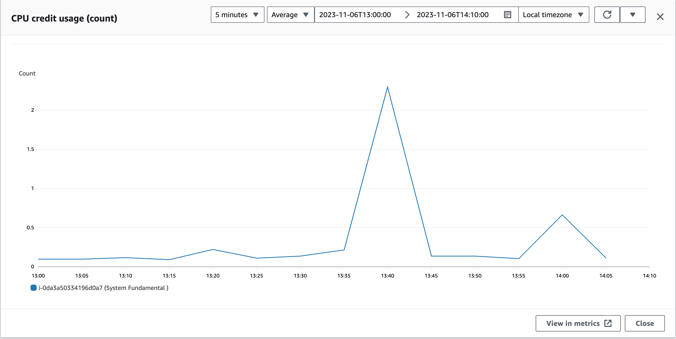 CPU credit usage (count)
5 minutes Average 2023-11-06T13:00:00 2023-11-06T14:10:00 Local timezone
Count
2
1.5
1
0.5
0
13:00 13:05 13:10 13:15 13:20 13:25 13:30 13:35 13:40 13:45 13:50 13:55 14:00 14:05 14:10
i-0da3a50334196d0a7 (System Fundamental )
View in metrics Close